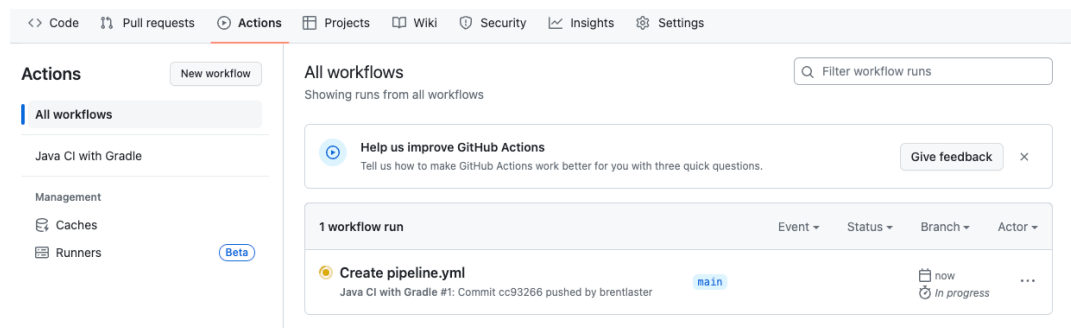 Code Pull requests Actions Projects Wiki Security Insights Settings
Actions
New workflow
All workflows
Java CI with Gradle
Management
Caches
Runners Beta
All workflows
Showing runs from all workflows
Filter workflow runs
Help us improve GitHub Actions
Tell us how to make GitHub Actions work better for you with three quick questions.
Give feedback
1 workflow run Event Status Branch Actor
Create pipeline.yml
Java CI with Gradle #1: Commit cc93266 pushed by brentlaster
main
now
In progress